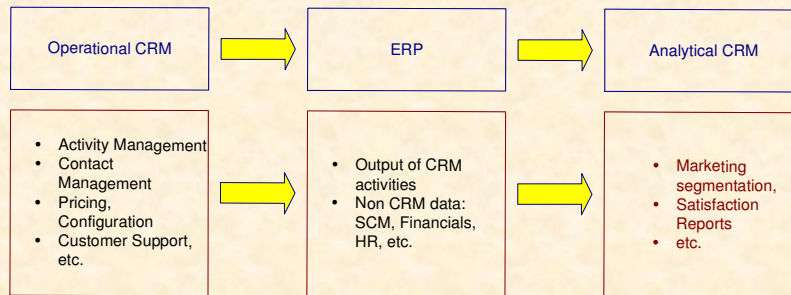 Operational CRM
ERP
Analytical CRM
• Activity Management
• Contact
Management
• Pricing,
Configuration
• Customer Support,
etc.
• Output of CRM
activities
• Non CRM data:
SCM, Financials,
HR, etc.
• Marketing
segmentation,
• Satisfaction
Reports
• etc.